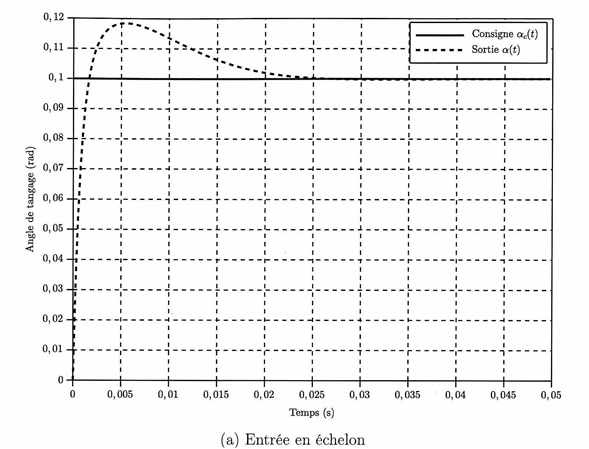 0,12
0,11
0,1
0,09
0,08
0,07
0,06
0,05
0,04
0,03
0,02
0,01
0
Angle de tangage (rad)
Consigne αc(t)
Sortie α(t)
0 0,005 0,01 0,015 0,02 0,025 0,03 0,035 0,04 0,045 0,05
Temps (s)
(a) Entrée en échelon